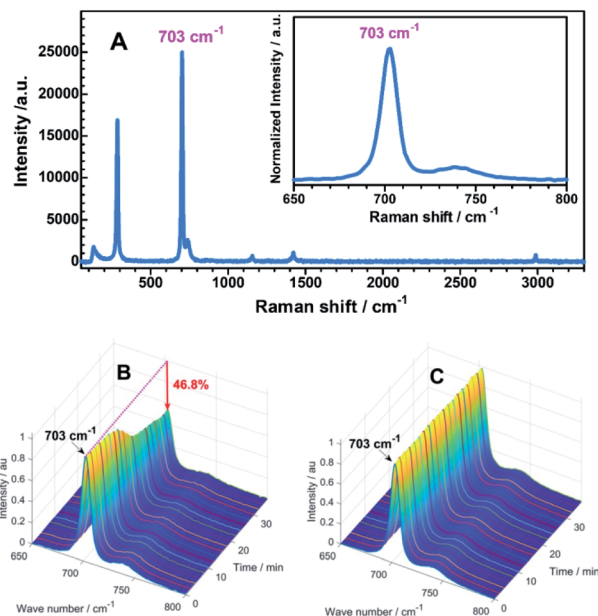 A
703 cm-1
25000
20000
15000
10000
5000
0
Intensity /a.u.
500
1000
1500
2000
2500
3000
Raman shift / cm-1
703 cm-1
Normalized Intensity / a.u.
650
700
750
800
Raman shift / cm-1
B
46.8%
703 cm-1
1
0.8
0.6
0.4
0.2
0
Intensity / au
650
700
750
800
Wave number / cm-1
0
10
20
30
Time / min
C
703 cm-1
1
0.8
0.6
0.4
0.2
0
Intensity / au
650
700
750
800
Wave number / cm-1
0
10
20
30
Time / min